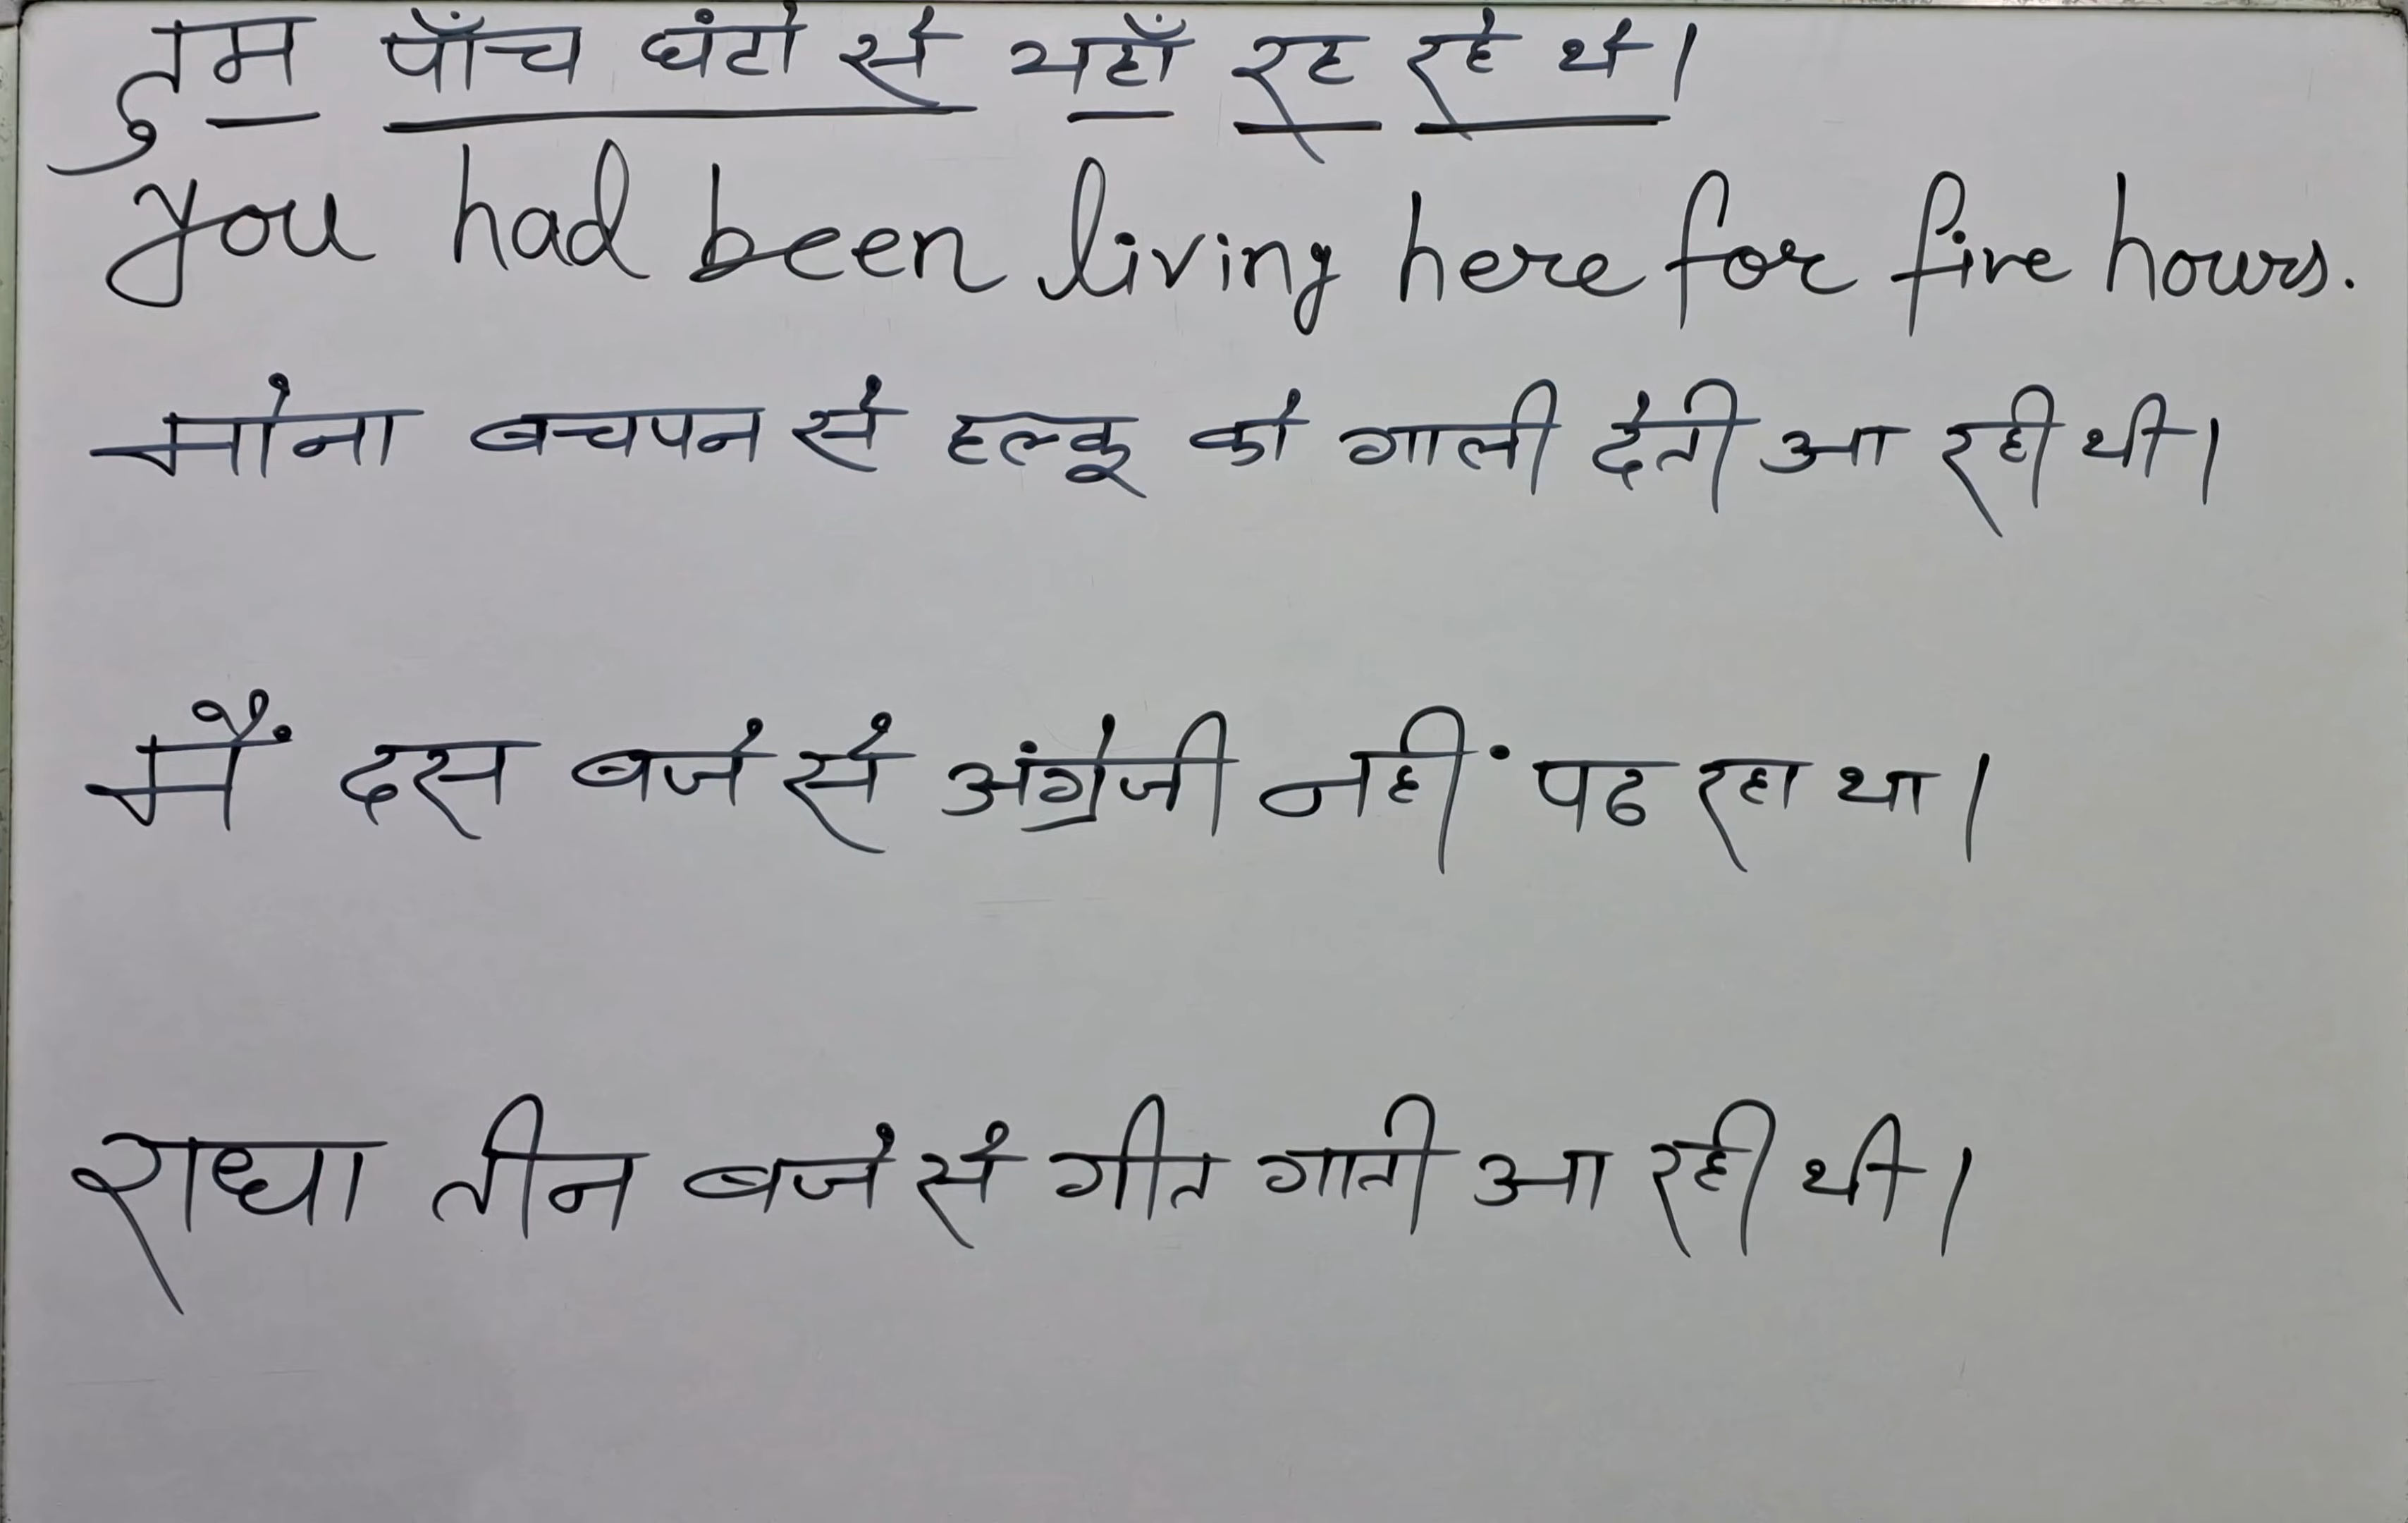 तुम पाँच घंटो से यहाँ रह रहे थे।
you had been living here for five hours.
मोना बचपन से हल्कू को गाली देती आ रही थी।
मैं दस बजे से अंग्रेजी नहीं पढ रहा था।
राधा तीन बजे से गीत गाती आ रही थी।